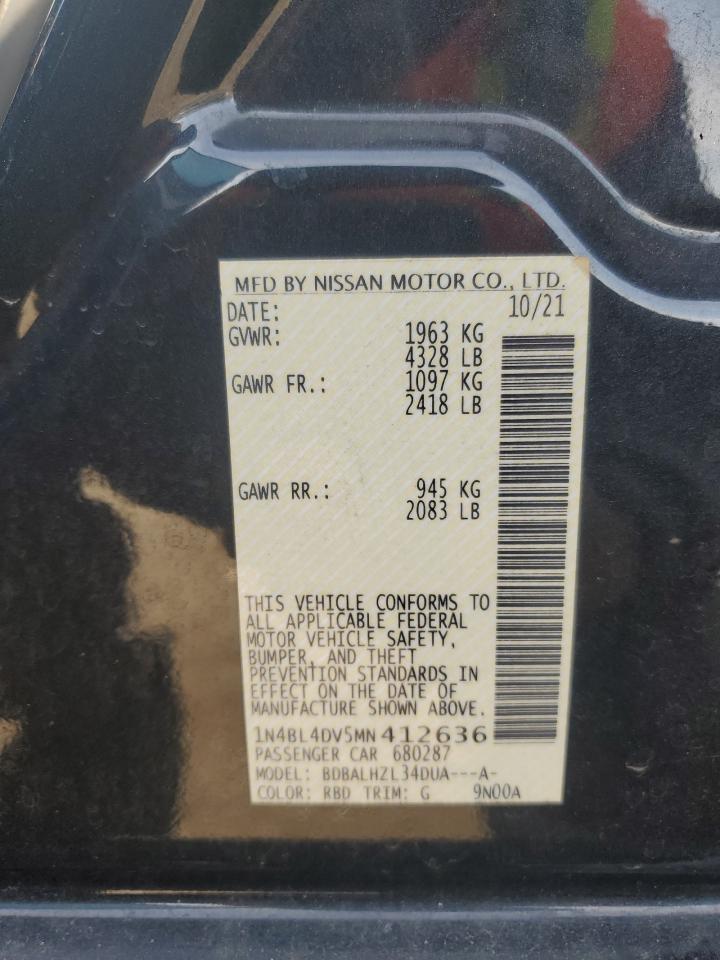 MFD BY NISSAN MOTOR CO., LTD.
DATE: 10/21
GVWR: 1963 KG
4328 LB
GAWR FR.: 1097 KG
2418 LB
GAWR RR.: 945 KG
2083 LB
THIS VEHICLE CONFORMS TO
ALL APPLICABLE FEDERAL
MOTOR VEHICLE SAFETY,
BUMPER, AND THEFT
PREVENTION STANDARDS IN
EFFECT ON THE DATE OF
MANUFACTURE SHOWN ABOVE.
1N4BL4DV5MN412636
PASSENGER CAR 680287
MODEL: BDBALHZL34DUA---A-
COLOR: RBD TRIM: G 9N00A